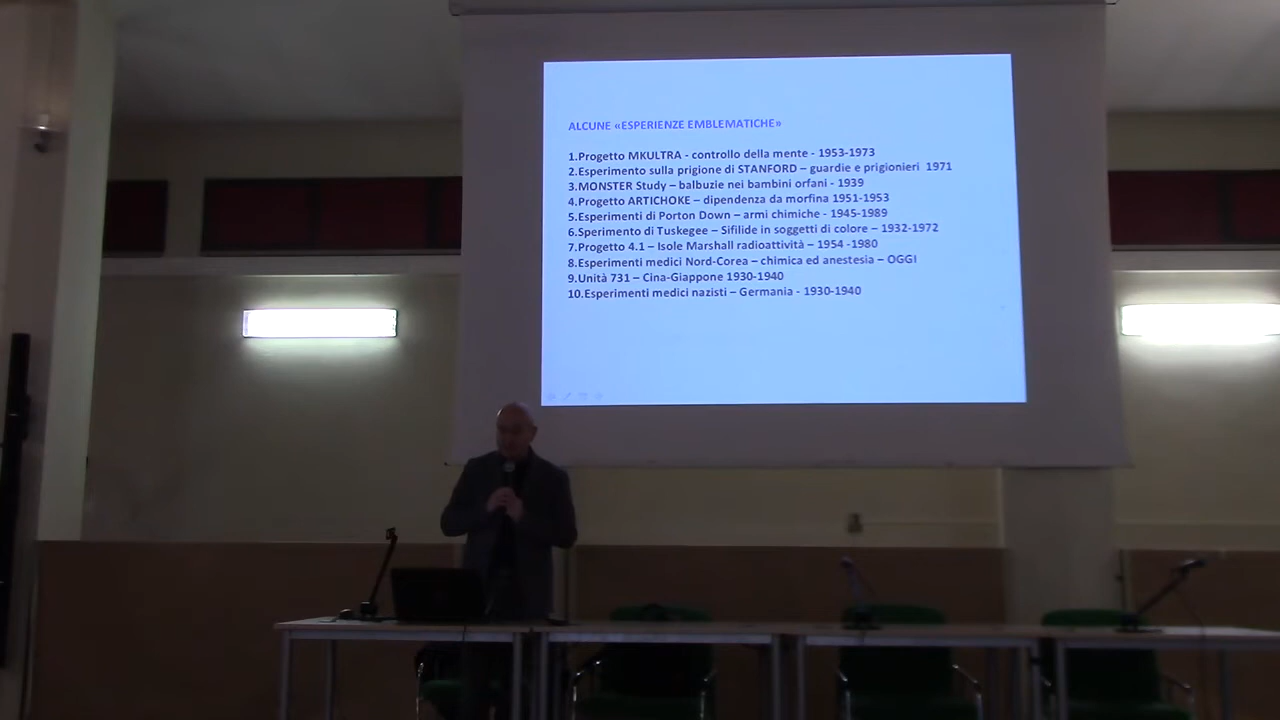 ALCUNE «ESPERIENZE EMBLEMATICHE»
1.Progetto MKULTRA - controllo della mente - 1953-1973
2.Esperimento sulla prigione di STANFORD – guardie e prigionieri 1971
3.MONSTER Study – balbuzie nei bambini orfani - 1939
4.Progetto ARTICHOKE – dipendenza da morfina 1951-1953
5.Esperimenti di Porton Down – armi chimiche - 1945-1989
6.Sperimento di Tuskegee – Sifilide in soggetti di colore – 1932-1972
7.Progetto 4.1 – Isole Marshall radioattività – 1954 -1980
8.Esperimenti medici Nord-Corea – chimica ed anestesia – OGGI
9.Unità 731 – Cina-Giappone 1930-1940
10.Esperimenti medici nazisti – Germania - 1930-1940